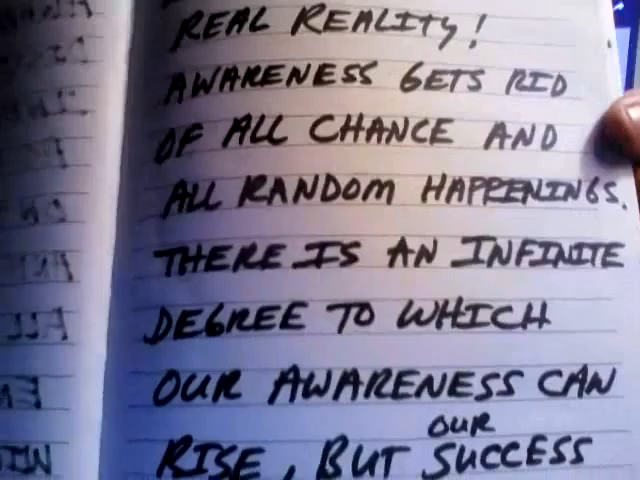 REAL REALITY!
AWARENESS GETS RID
OF ALL CHANCE AND
ALL RANDOM HAPPENINGS.
THERE IS AN INFINITE
DEGREE TO WHICH
OUR AWARENESS CAN
OUR
RISE, BUT SUCCESS